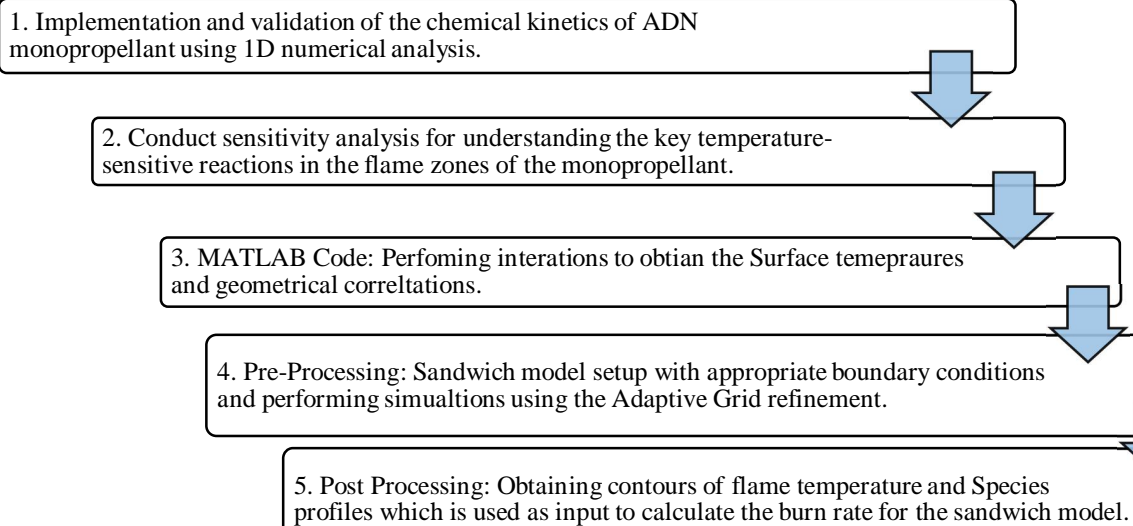 1. Implementation and validation of the chemical kinetics of ADN
monopropellant using 1D numerical analysis.
2. Conduct sensitivity analysis for understanding the key temperature-
sensitive reactions in the flame zones of the monopropellant.
3. MATLAB Code: Perfoming interations to obtian the Surface temepraures
and geometrical correltations.
4. Pre-Processing: Sandwich model setup with appropriate boundary conditions
and performing simualtions using the Adaptive Grid refinement.
5. Post Processing: Obtaining contours of flame temperature and Species
profiles which is used as input to calculate the burn rate for the sandwich model.